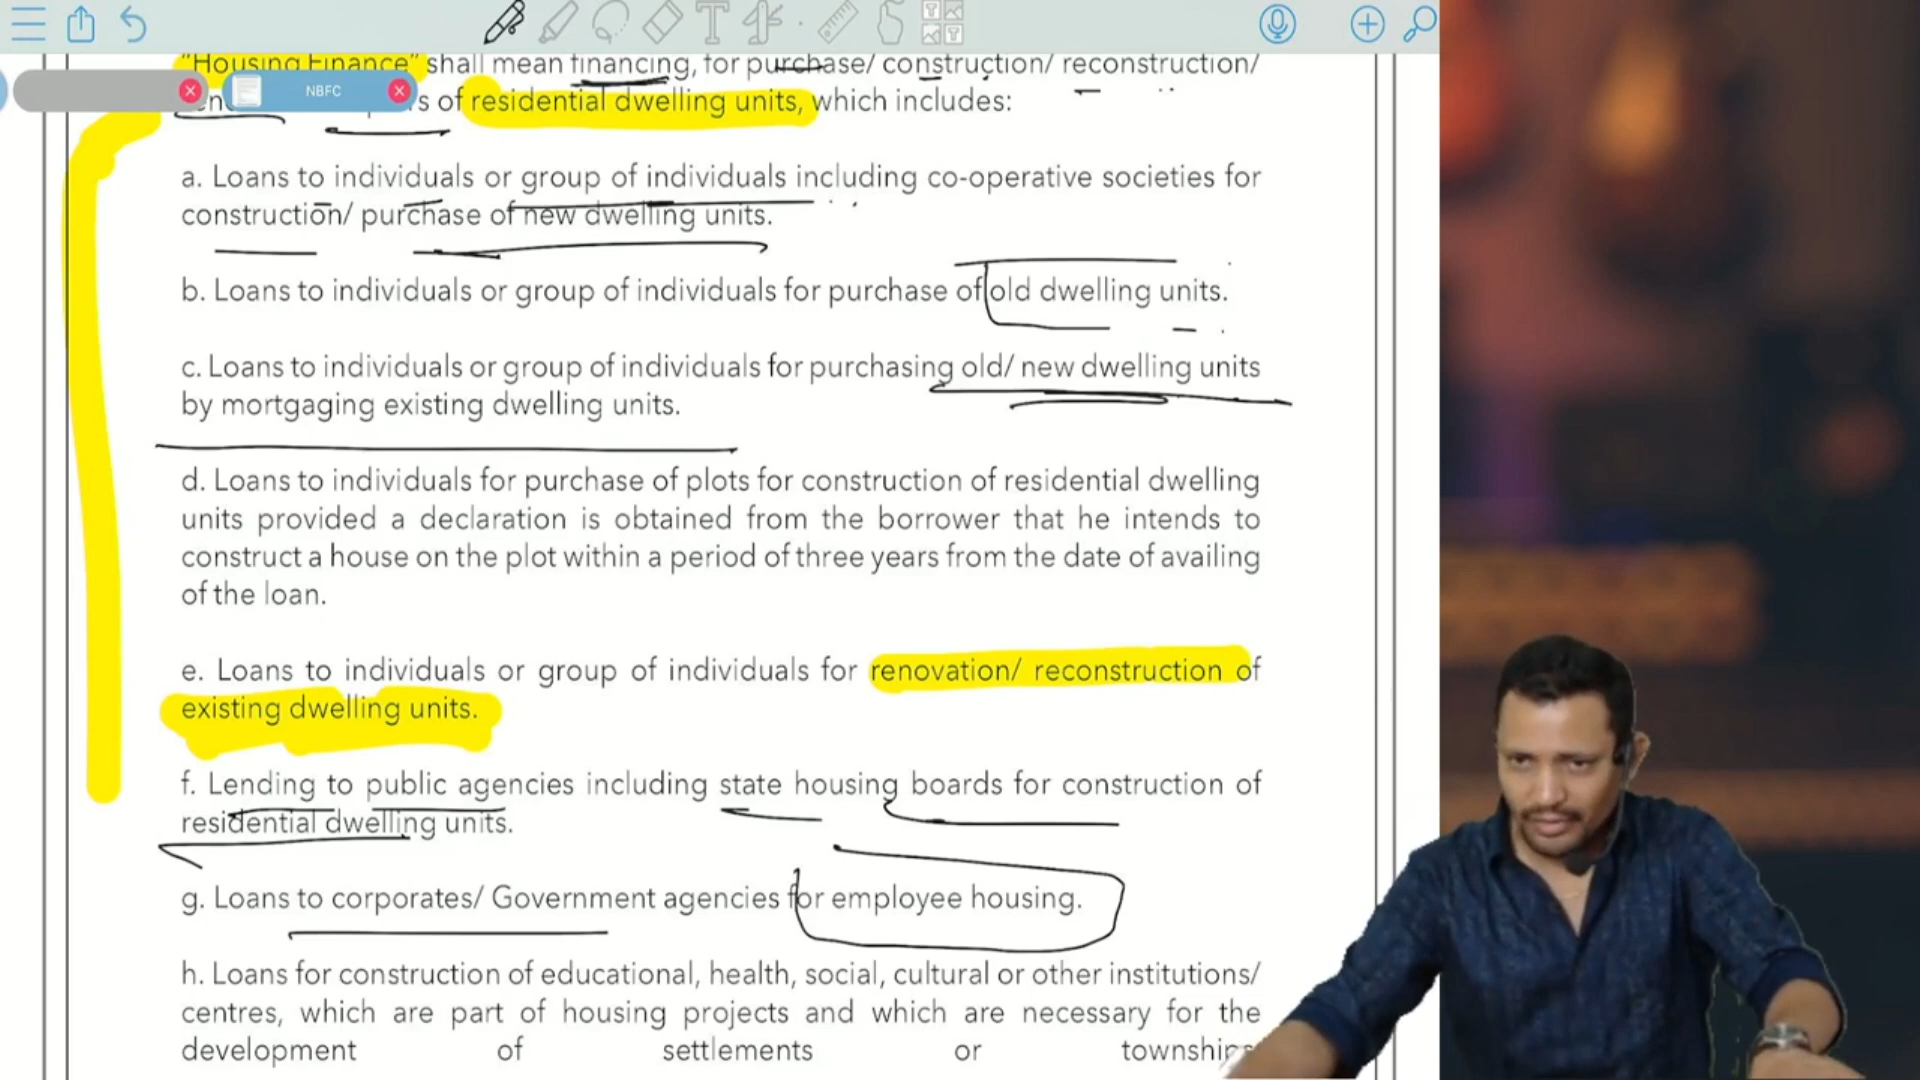 "Housing Finance" shall mean financing, for purchase/ construction/ reconstruction/
NBFC
of residential dwelling units, which includes:
a. Loans to individuals or group of individuals including co-operative societies for
construction/ purchase of new dwelling units.
b. Loans to individuals or group of individuals for purchase of old dwelling units.
c. Loans to individuals or group of individuals for purchasing old/ new dwelling units
by mortgaging existing dwelling units.
d. Loans to individuals for purchase of plots for construction of residential dwelling
units provided a declaration is obtained from the borrower that he intends to
construct a house on the plot within a period of three years from the date of availing
of the loan.
e. Loans to individuals or group of individuals for renovation/ reconstruction of
existing dwelling units.
f. Lending to public agencies including state housing boards for construction of
residential dwelling units.
g. Loans to corporates/ Government agencies for employee housing.
h. Loans for construction of educational, health, social, cultural or other institutions/
centres, which are part of housing projects and which are necessary for the
development of settlements or townships